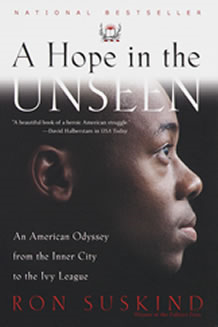 NATIONAL BESTSELLER
A Hope in the
UNSEEN
"A beautiful book of a heroic American struggle."
—David Halberstam in USA Today
An American Odyssey
from the Inner City
to the Ivy League
RON SUSKIND
Winner of the Pulitzer Prize